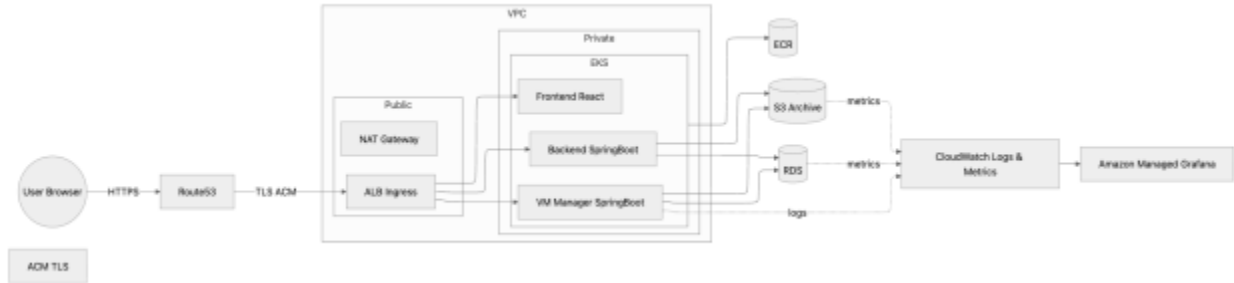 VPC
Private
EKS
ECR
Frontend React
S3 Archive
metrics
Public
NAT Gateway
Backend SpringBoot
CloudWatch Logs &
Metrics
Amazon Managed Grafana
RDS
metrics
User Browser
HTTPS
Route53
TLS ACM
ALB Ingress
VM Manager SpringBoot
logs
ACM TLS